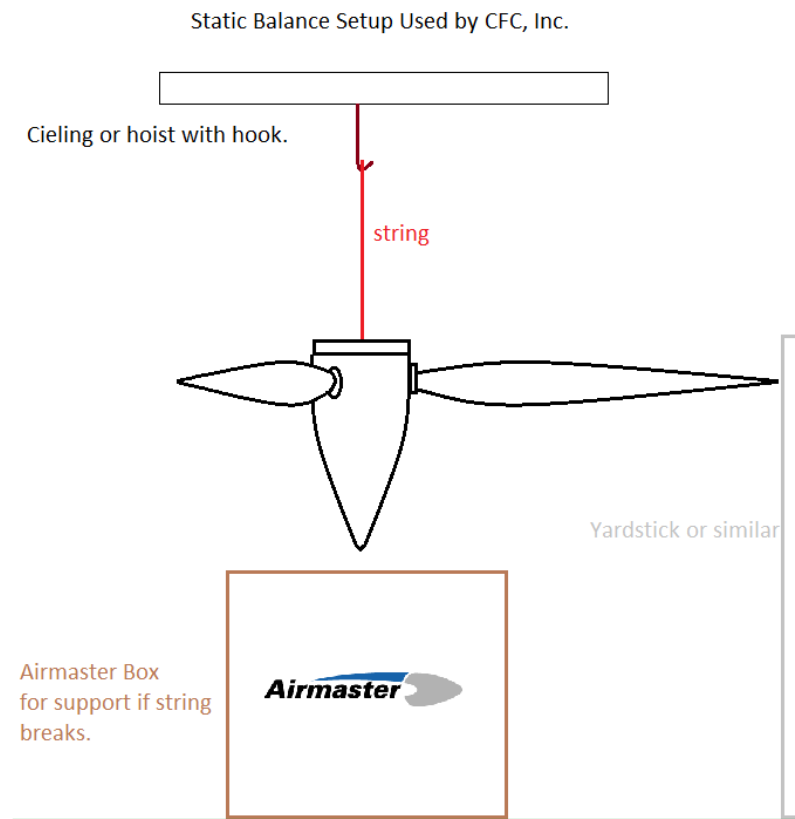 Static Balance Setup Used by CFC, Inc.
Cieling or hoist with hook.
string
Yardstick or similar
Airmaster Box
for support if string
breaks.
Airmaster